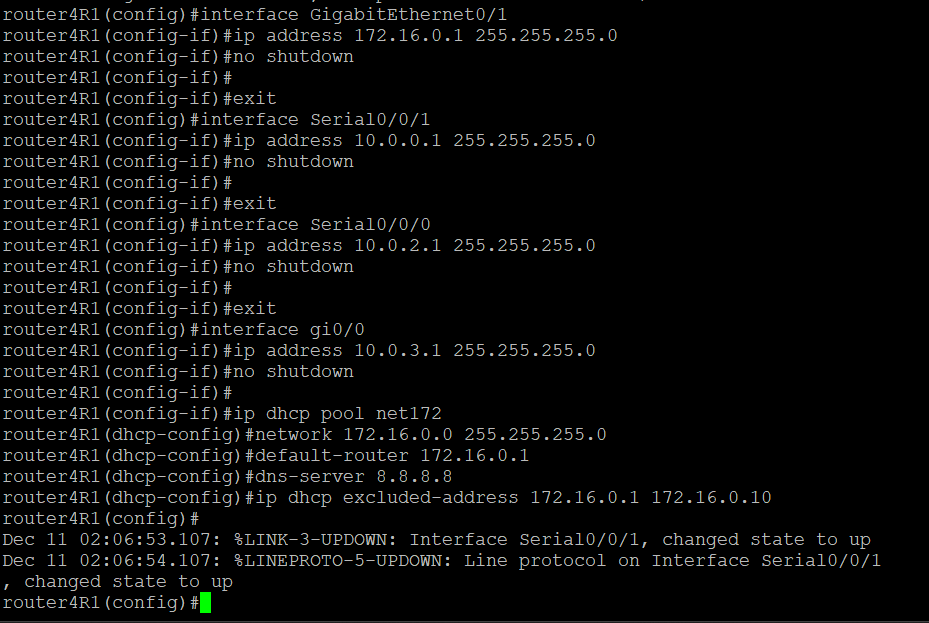 router4R1(config)#interface GigabitEthernet0/1
router4R1(config-if)#ip address 172.16.0.1 255.255.255.0
router4R1(config-if)#no shutdown
router4R1(config-if)#
router4R1(config-if)#exit
router4R1(config)#interface Serial0/0/1
router4R1(config-if)#ip address 10.0.0.1 255.255.255.0
router4R1(config-if)#no shutdown
router4R1(config-if)#
router4R1(config-if)#exit
router4R1(config)#interface Serial0/0/0
router4R1(config-if)#ip address 10.0.2.1 255.255.255.0
router4R1(config-if)#no shutdown
router4R1(config-if)#
router4R1(config-if)#exit
router4R1(config)#interface gi0/0
router4R1(config-if)#ip address 10.0.3.1 255.255.255.0
router4R1(config-if)#no shutdown
router4R1(config-if)#
router4R1(config-if)#ip dhcp pool net172
router4R1(dhcp-config)#network 172.16.0.0 255.255.255.0
router4R1(dhcp-config)#default-router 172.16.0.1
router4R1(dhcp-config)#dns-server 8.8.8.8
router4R1(dhcp-config)#ip dhcp excluded-address 172.16.0.1 172.16.0.10
router4R1(config)#
Dec 11 02:06:53.107: %LINK-3-UPDOWN: Interface Serial0/0/1, changed state to up
Dec 11 02:06:54.107: %LINEPROTO-5-UPDOWN: Line protocol on Interface Serial0/0/1
, changed state to up
router4R1(config)#